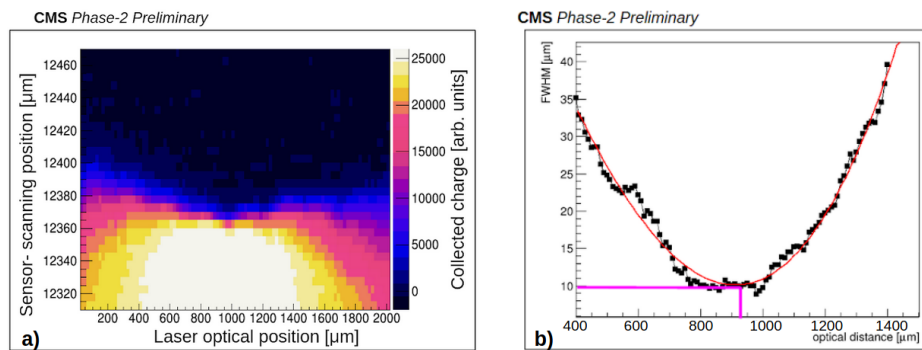 CMS Phase-2 Preliminary
Sensor- scanning position [µm]
12460
12440
12420
12400
12380
12360
12340
12320
0 200 400 600 800 1000 1200 1400 1600 1800 2000
Laser optical position [µm]
25000
20000
15000
10000
5000
0
Collected charge [arb. units]
a)
CMS Phase-2 Preliminary
FWHM [µm]
40
35
30
25
20
15
10
400 600 800 1000 1200 1400
optical distance [µm]
b)